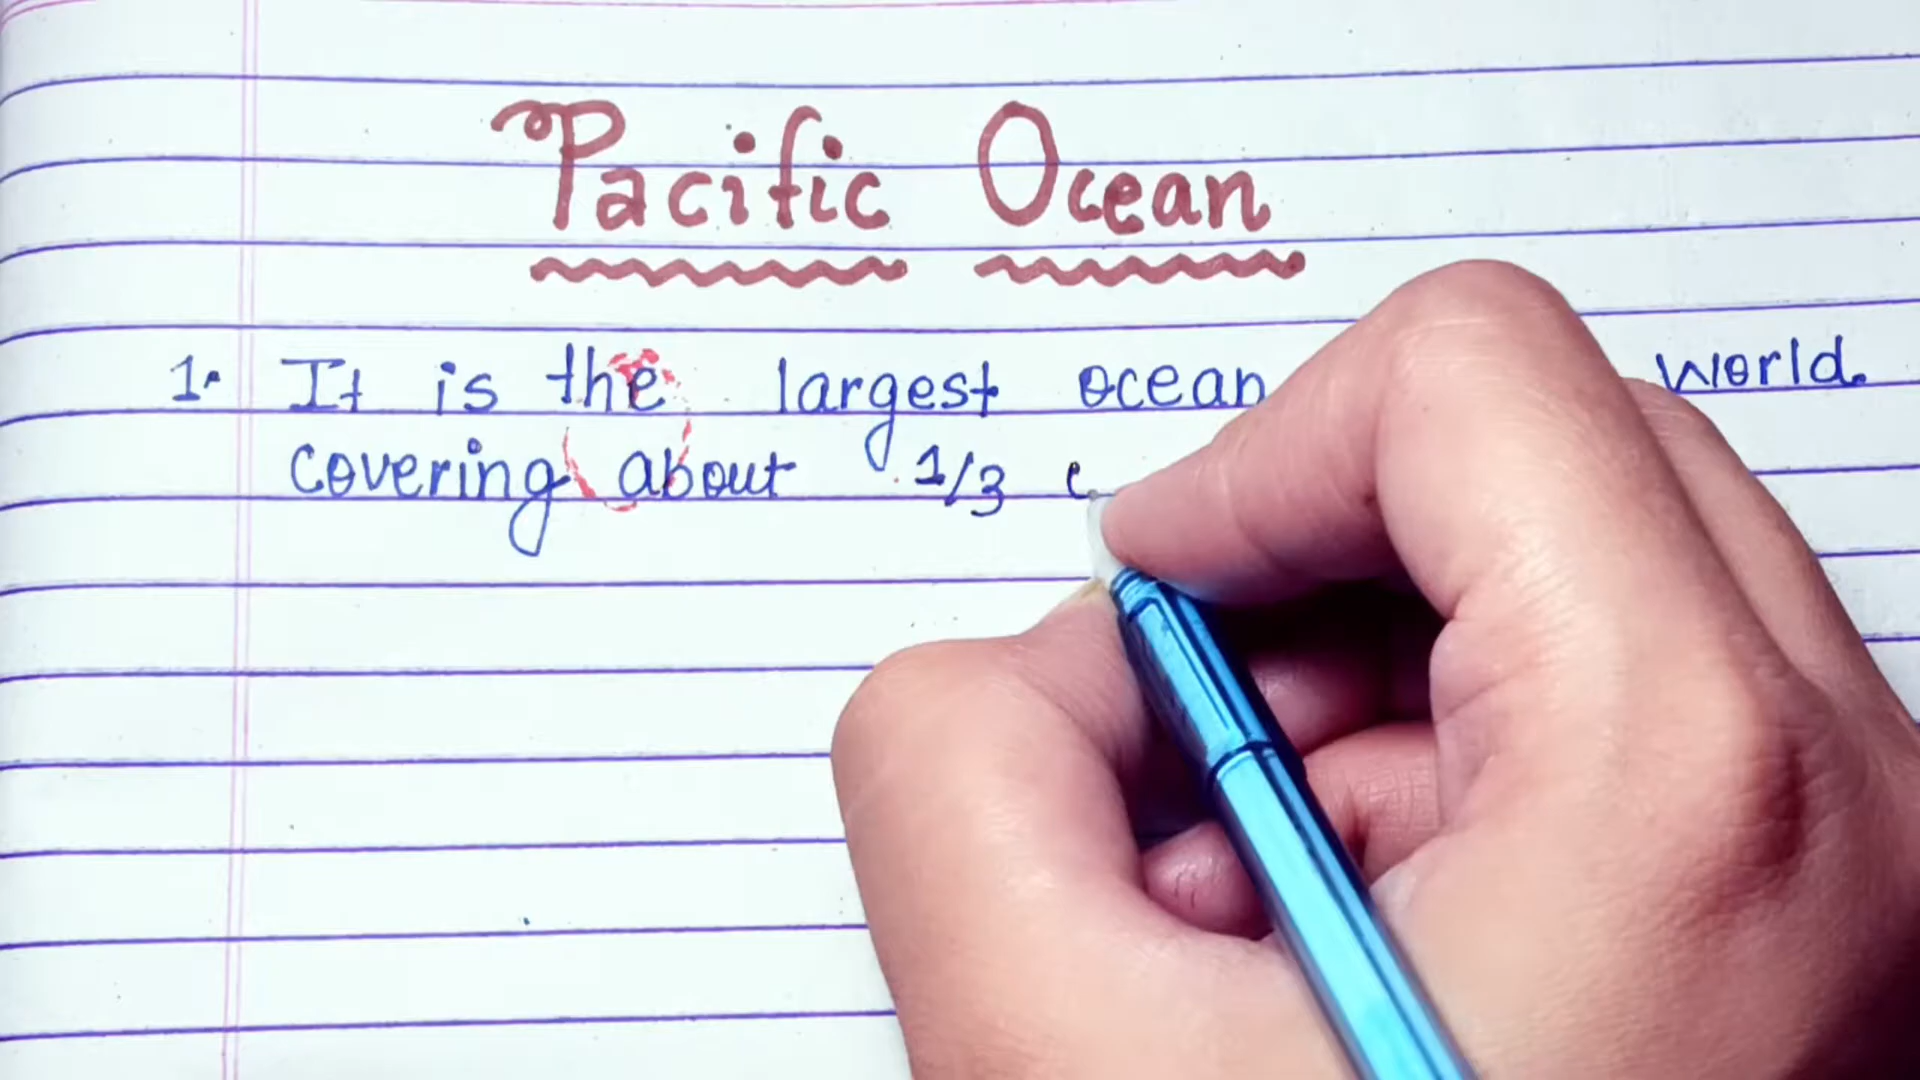 Pacific Ocean
1. It is the largest ocean world.
covering about 1/3